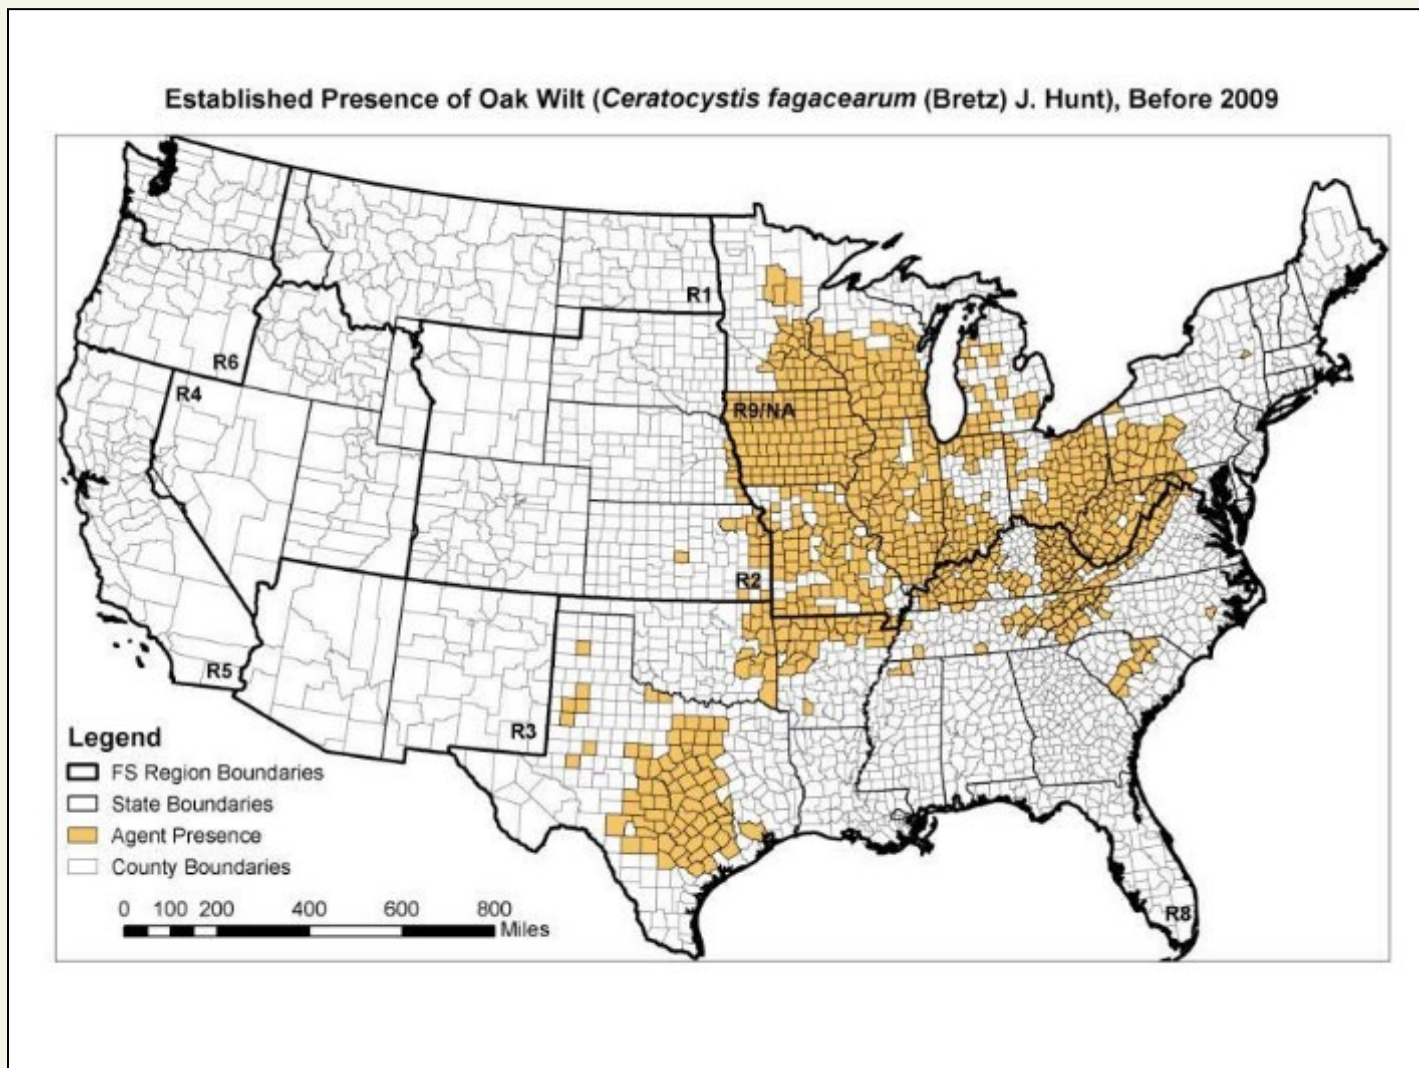 Established Presence of Oak Wilt (Ceratocystis fagacearum (Bretz) J. Hunt), Before 2009
R1
R6
R4
R9/NA
R2
R5
R3
R8
Legend
FS Region Boundaries
State Boundaries
Agent Presence
County Boundaries
0 100 200 400 600 800
Miles